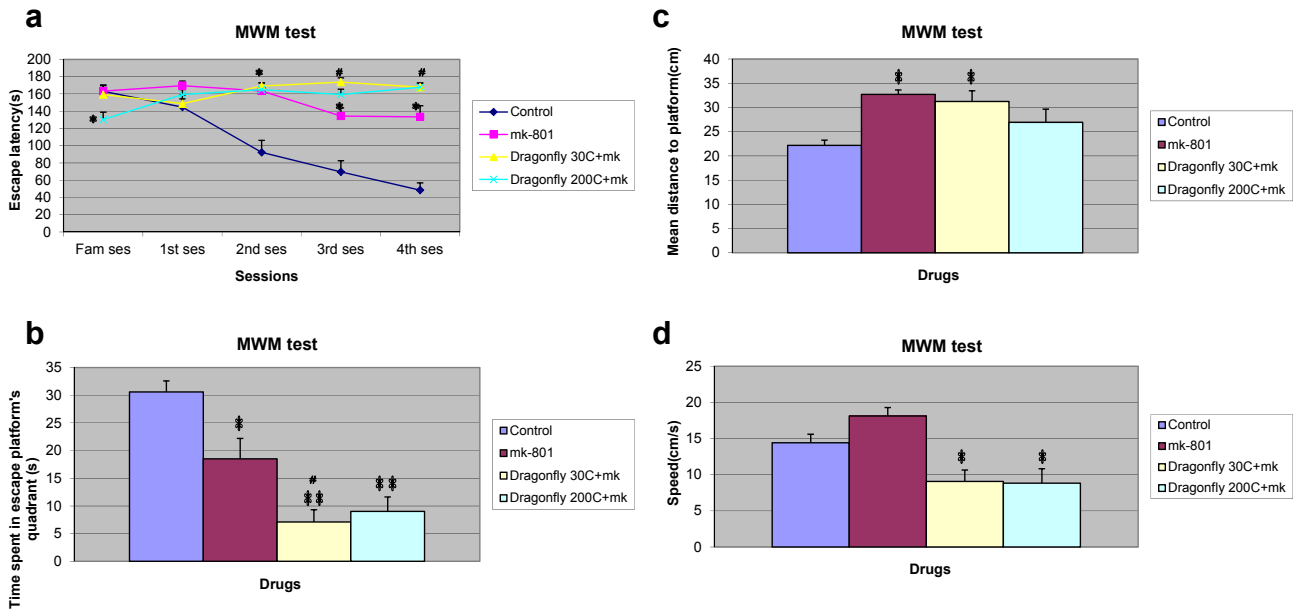 a
MWM test
Escape latency(s)
200
180
160
140
120
100
80
60
40
20
0
* # #
* * *
Fam ses 1st ses 2nd ses 3rd ses 4th ses
Sessions
Control
mk-801
Dragonfly 30C+mk
Dragonfly 200C+mk
b
MWM test
Time spent in escape platform's
quadrant (s)
35
30
25
20
15
10
5
0
*
#
** **
Drugs
Control
mk-801
Dragonfly 30C+mk
Dragonfly 200C+mk
c
MWM test
Mean distance to platform(cm)
40
35
30
25
20
15
10
5
0
* *
Drugs
Control
mk-801
Dragonfly 30C+mk
Dragonfly 200C+mk
d
MWM test
Speed(cm/s)
25
20
15
10
5
0
* *
Drugs
Control
mk-801
Dragonfly 30C+mk
Dragonfly 200C+mk